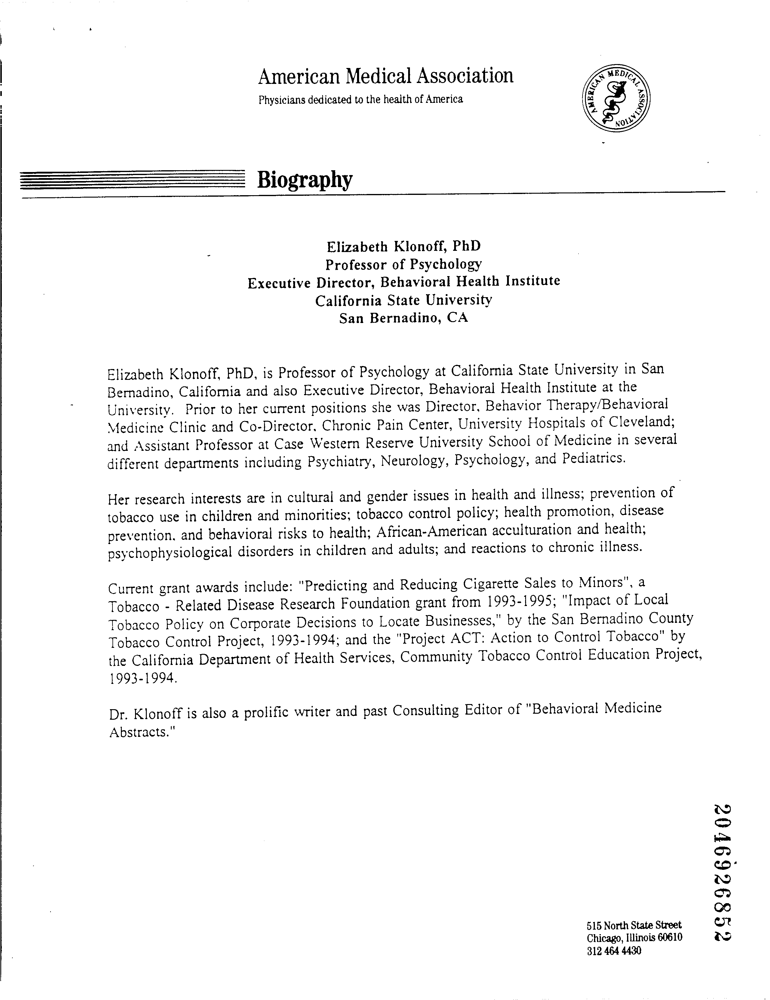 American Medical Association
Physicians dedicated to the health of America
AMERICAN MEDICAL ASSOCIATION
Biography
Elizabeth Klonoff, PhD
Professor of Psychology
Executive Director, Behavioral Health Institute
California State University
San Bernadino, CA
Elizabeth Klonoff, PhD, is Professor of Psychology at California State University in San
Bernadino, California and also Executive Director, Behavioral Health Institute at the
University. Prior to her current positions she was Director, Behavior Therapy/Behavioral
Medicine Clinic and Co-Director, Chronic Pain Center, University Hospitals of Cleveland;
and Assistant Professor at Case Western Reserve University School of Medicine in several
different departments including Psychiatry, Neurology, Psychology, and Pediatrics.
Her research interests are in cultural and gender issues in health and illness; prevention of
tobacco use in children and minorities; tobacco control policy; health promotion, disease
prevention, and behavioral risks to health; African-American acculturation and health;
psychophysiological disorders in children and adults; and reactions to chronic illness.
Current grant awards include: "Predicting and Reducing Cigarette Sales to Minors", a
Tobacco - Related Disease Research Foundation grant from 1993-1995; "Impact of Local
Tobacco Policy on Corporate Decisions to Locate Businesses," by the San Bernadino County
Tobacco Control Project, 1993-1994; and the "Project ACT: Action to Control Tobacco" by
the California Department of Health Services, Community Tobacco Control Education Project,
1993-1994.
Dr. Klonoff is also a prolific writer and past Consulting Editor of "Behavioral Medicine
Abstracts."
2046926852
515 North State Street
Chicago, Illinois 60610
312 464 4430